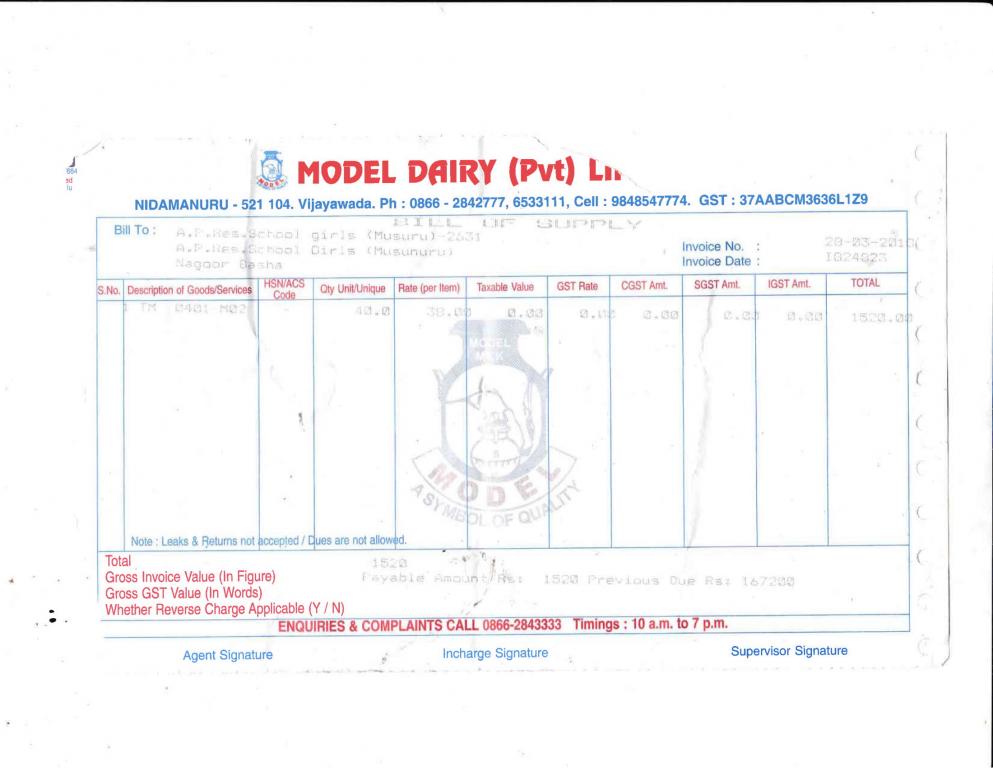 MODEL DAIRY (Pvt)
NIDAMANURU - 521 104. Vijayawada. Ph : 0866 - 2842777, 6533111, Cell : 9848547774. GST : 37AABCM3636L1Z9
BILL OF SUPPLY
Bill To : A.P.Res.School girls (Musuru)-2631
A.P.Res.School Girls (Musunuru)
Nagoor Basha
Invoice No. : 28-03-2018
Invoice Date : I024823
S.No. Description of Goods/Services HSN/ACS Code Qty Unit/Unique Rate (per Item) Taxable Value GST Rate CGST Amt. SGST Amt. IGST Amt. TOTAL
1 TM 0401-M02 - 40.0 38.00 0.00 0.00 0.00 0.00 0.00 1520.00
MODEL
MILK
MODEL
A SYMBOL OF QUALITY
Note : Leaks & Returns not accepted / Dues are not allowed.
Total 1520
Gross Invoice Value (In Figure) Payable Amount Rs: 1520 Previous Due Rs: 167200
Gross GST Value (In Words)
Whether Reverse Charge Applicable (Y / N)
ENQUIRIES & COMPLAINTS CALL 0866-2843333 Timings : 10 a.m. to 7 p.m.
Agent Signature Incharge Signature Supervisor Signature